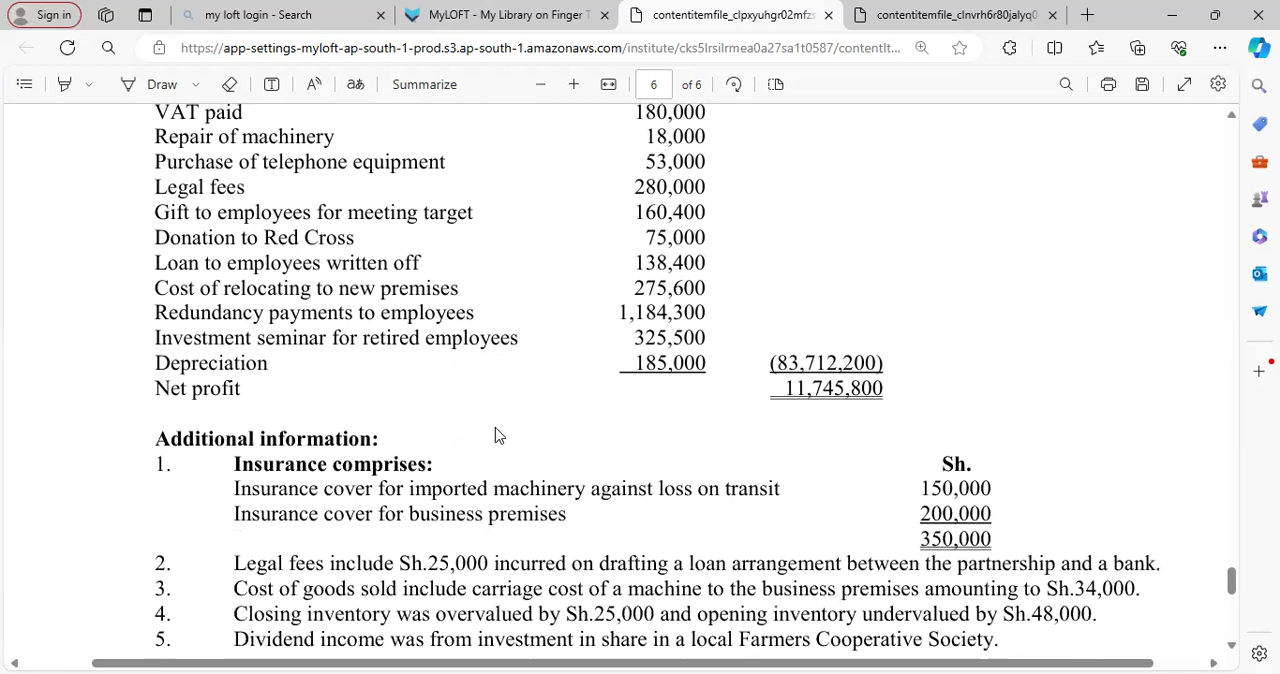 Sign in
my loft login - Search
MyLOFT - My Library on Finger T
contentitemfile_clpxyuhgr02mfzs
contentitemfile_clnvrh6r80jalyq0
https://app-settings-myloft-ap-south-1-prod.s3.ap-south-1.amazonaws.com/institute/cks5lrsilrmea0a27sa1t0587/contentIt...
Draw
Summarize
6 of 6
VAT paid 180,000
Repair of machinery 18,000
Purchase of telephone equipment 53,000
Legal fees 280,000
Gift to employees for meeting target 160,400
Donation to Red Cross 75,000
Loan to employees written off 138,400
Cost of relocating to new premises 275,600
Redundancy payments to employees 1,184,300
Investment seminar for retired employees 325,500
Depreciation 185,000 (83,712,200)
Net profit 11,745,800
Additional information:
1. Insurance comprises: Sh.
Insurance cover for imported machinery against loss on transit 150,000
Insurance cover for business premises 200,000
350,000
2. Legal fees include Sh.25,000 incurred on drafting a loan arrangement between the partnership and a bank.
3. Cost of goods sold include carriage cost of a machine to the business premises amounting to Sh.34,000.
4. Closing inventory was overvalued by Sh.25,000 and opening inventory undervalued by Sh.48,000.
5. Dividend income was from investment in share in a local Farmers Cooperative Society.